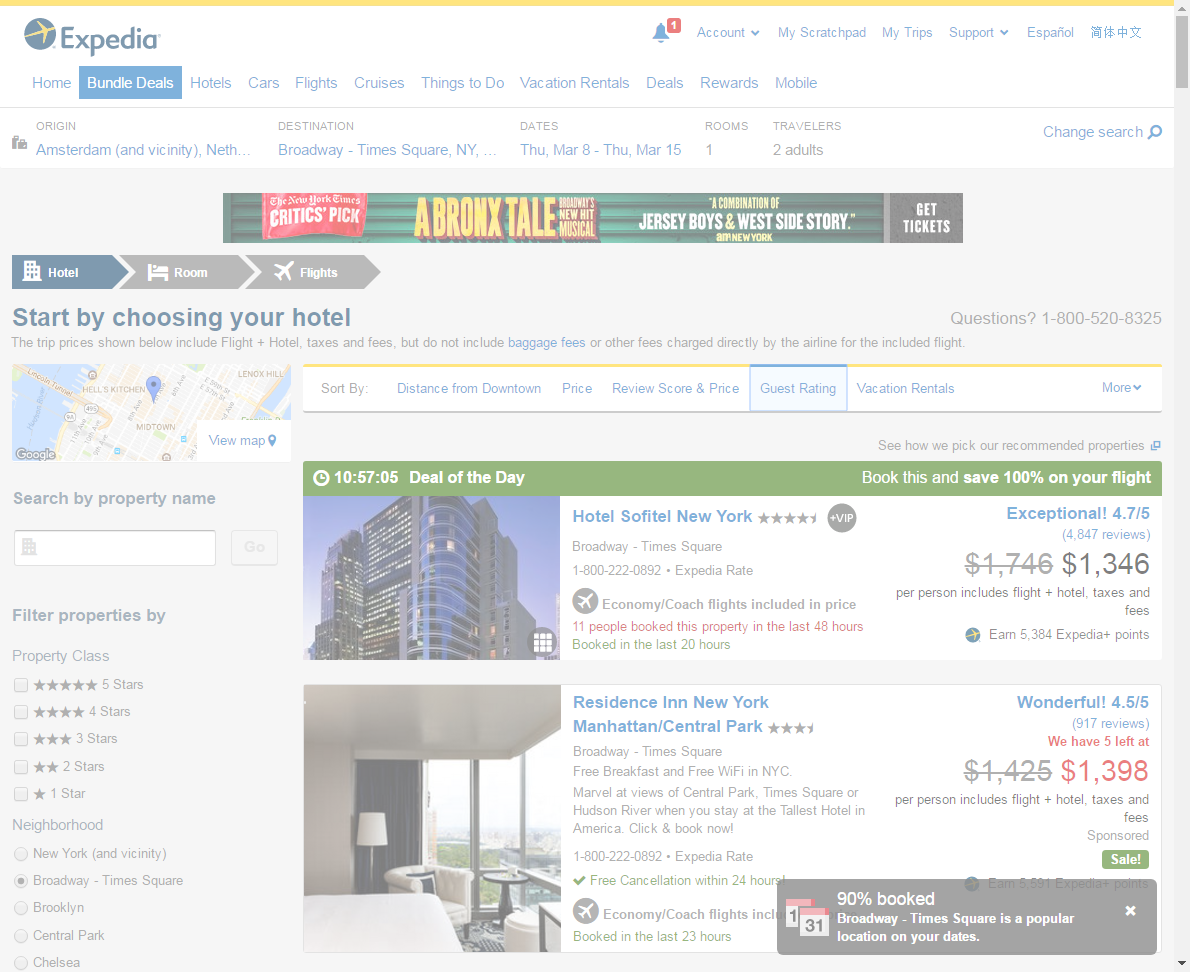 Expedia
1
Account
My Scratchpad
My Trips
Support
Español
简体中文
Home
Bundle Deals
Hotels
Cars
Flights
Cruises
Things to Do
Vacation Rentals
Deals
Rewards
Mobile
ORIGIN
Amsterdam (and vicinity), Neth...
DESTINATION
Broadway - Times Square, NY, ...
DATES
Thu, Mar 8 - Thu, Mar 15
ROOMS
1
TRAVELERS
2 adults
Change search
The New York Times
CRITICS' PICK
A BRONX TALE
BROADWAY'S
NEW HIT
MUSICAL
"A COMBINATION OF
JERSEY BOYS & WEST SIDE STORY."
am NEW YORK
GET
TICKETS
Hotel
Room
Flights
Start by choosing your hotel
Questions? 1-800-520-8325
The trip prices shown below include Flight + Hotel, taxes and fees, but do not include baggage fees or other fees charged directly by the airline for the included flight.
Lincoln Tunnel
HELL'S KITCHEN
LENOX HILL
495
9A
MIDTOWN
Hudson River
Google
View map
Sort By:
Distance from Downtown
Price
Review Score & Price
Guest Rating
Vacation Rentals
More
See how we pick our recommended properties
Search by property name
Go
Filter properties by
Property Class
5 Stars
4 Stars
3 Stars
2 Stars
1 Star
Neighborhood
New York (and vicinity)
Broadway - Times Square
Brooklyn
Central Park
Chelsea
10:57:05 Deal of the Day
Book this and save 100% on your flight
Hotel Sofitel New York
+VIP
Broadway - Times Square
1-800-222-0892 • Expedia Rate
Economy/Coach flights included in price
11 people booked this property in the last 48 hours
Booked in the last 20 hours
Exceptional! 4.7/5
(4,847 reviews)
$1,746 $1,346
per person includes flight + hotel, taxes and
fees
Earn 5,384 Expedia+ points
Residence Inn New York
Manhattan/Central Park
Broadway - Times Square
Free Breakfast and Free WiFi in NYC.
Marvel at views of Central Park, Times Square or
Hudson River when you stay at the Tallest Hotel in
America. Click & book now!
1-800-222-0892 • Expedia Rate
Free Cancellation within 24 hours!
Economy/Coach flights inclu
Booked in the last 23 hours
Wonderful! 4.5/5
(917 reviews)
We have 5 left at
$1,425 $1,398
per person includes flight + hotel, taxes and
fees
Sponsored
Sale!
Earn 5,591 Expedia+ points
1
31
90% booked
Broadway - Times Square is a popular
location on your dates.